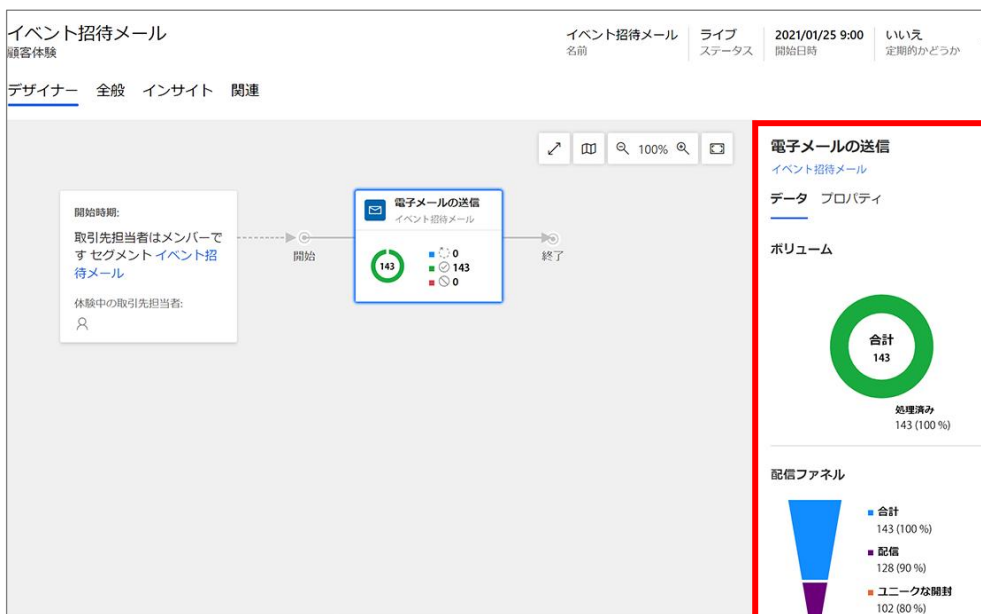 イベント招待メール
顧客体験
イベント招待メール
名前
ライブ
ステータス
2021/01/25 9:00
開始日時
いいえ
定期的かどうか
デザイナー 全般 インサイト 関連
100%
開始時期:
取引先担当者はメンバーで
す セグメント イベント招
待メール
体験中の取引先担当者:
開始
電子メールの送信
イベント招待メール
143
0
143
0
終了
電子メールの送信
イベント招待メール
データ プロパティ
ボリューム
合計
143
処理済み
143 (100 %)
配信ファネル
合計
143 (100 %)
配信
128 (90 %)
ユニークな開封
102 (80 %)